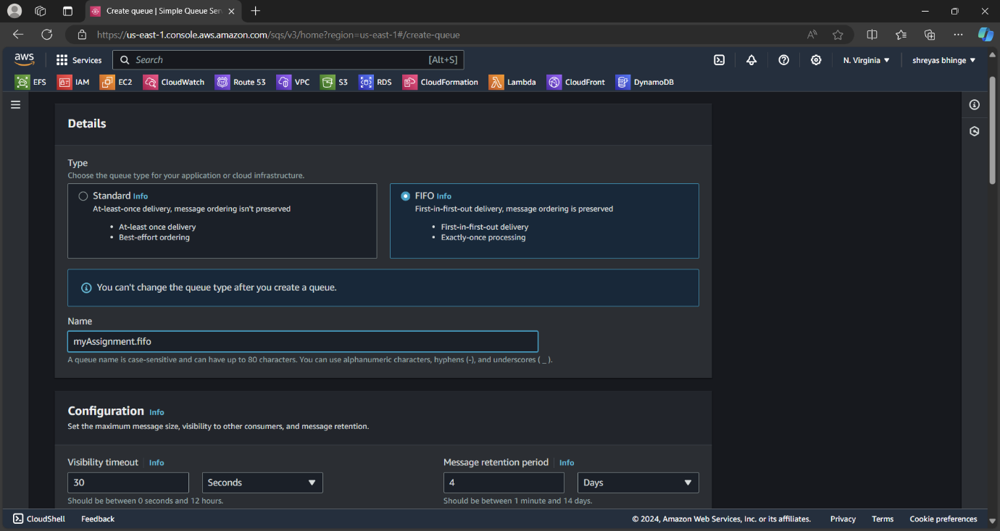 Create queue | Simple Queue Ser
https://us-east-1.console.aws.amazon.com/sqs/v3/home?region=us-east-1#/create-queue
aws Services Search [Alt+S] N. Virginia shreyas bhinge
EFS IAM EC2 CloudWatch Route 53 VPC S3 RDS CloudFormation Lambda CloudFront DynamoDB
Details
Type
Choose the queue type for your application or cloud infrastructure.
Standard Info
At-least-once delivery, message ordering isn't preserved
• At-least once delivery
• Best-effort ordering
FIFO Info
First-in-first-out delivery, message ordering is preserved
• First-in-first-out delivery
• Exactly-once processing
You can't change the queue type after you create a queue.
Name
myAssignment.fifo
A queue name is case-sensitive and can have up to 80 characters. You can use alphanumeric characters, hyphens (-), and underscores ( _ ).
Configuration Info
Set the maximum message size, visibility to other consumers, and message retention.
Visibility timeout Info
30 Seconds
Should be between 0 seconds and 12 hours.
Message retention period Info
4 Days
Should be between 1 minute and 14 days.
CloudShell Feedback © 2024, Amazon Web Services, Inc. or its affiliates. Privacy Terms Cookie preferences